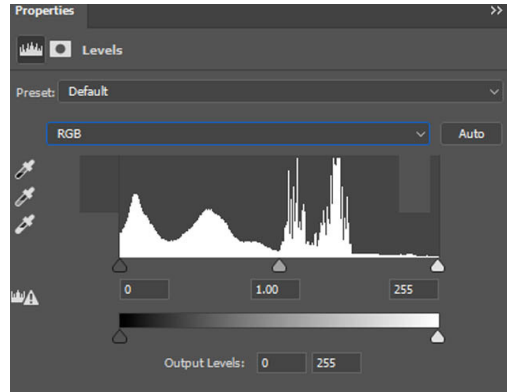 Properties
Levels
Preset: Default
RGB Auto
0 1.00 255
Output Levels: 0 255